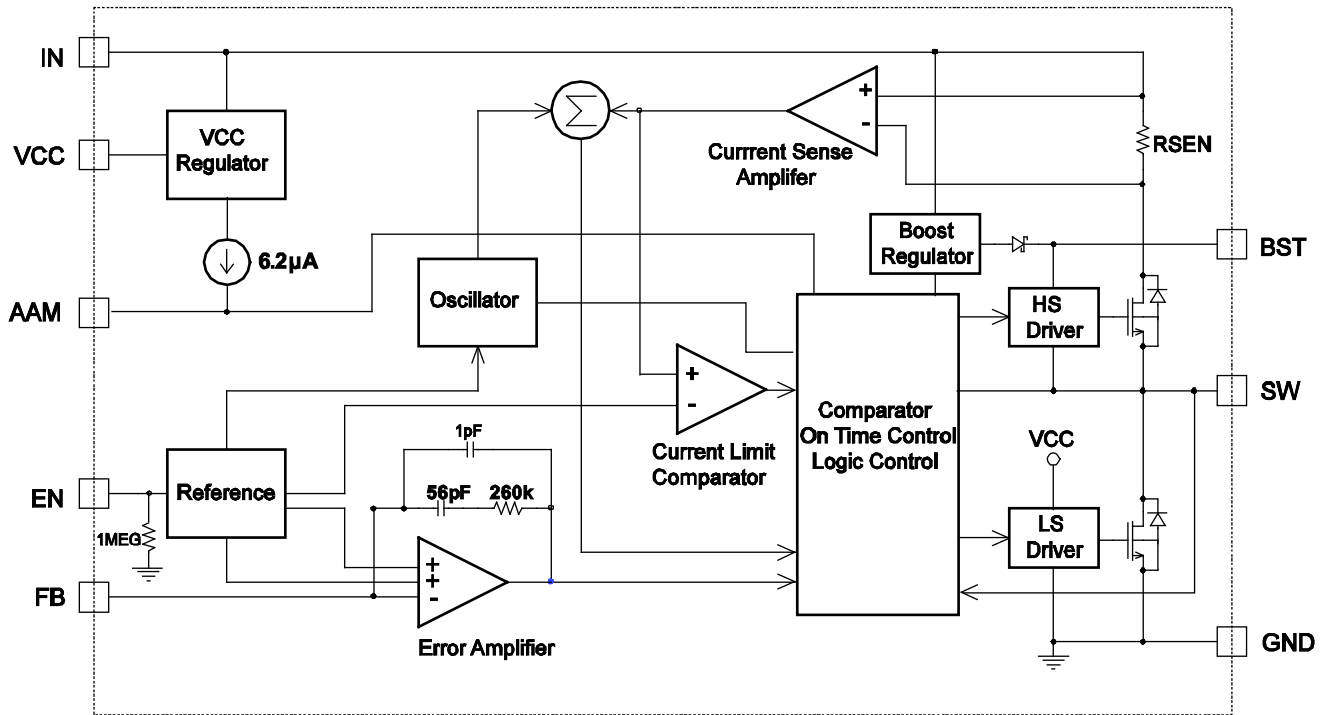 IN
VCC
Regulator
VCC
6.2µA
AAM
Σ
+
-
Currrent Sense
Amplifer
RSEN
Boost
Regulator
BST
Oscillator
HS
Driver
SW
+
-
Current Limit
Comparator
Comparator
On Time Control
Logic Control
VCC
LS
Driver
1pF
56pF
260k
EN
Reference
1MEG
FB
+
+
-
Error Amplifier
GND